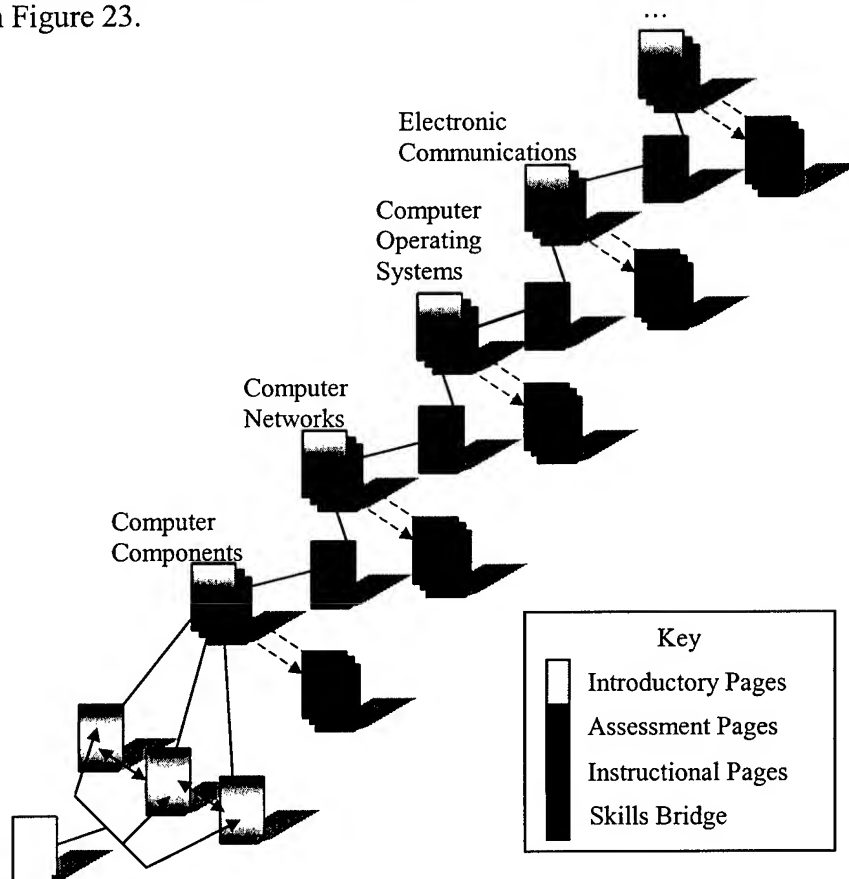 Figure 23.
...
Electronic
Communications
Computer
Operating
Systems
Computer
Networks
Computer
Components
Key
Introductory Pages
Assessment Pages
Instructional Pages
Skills Bridge